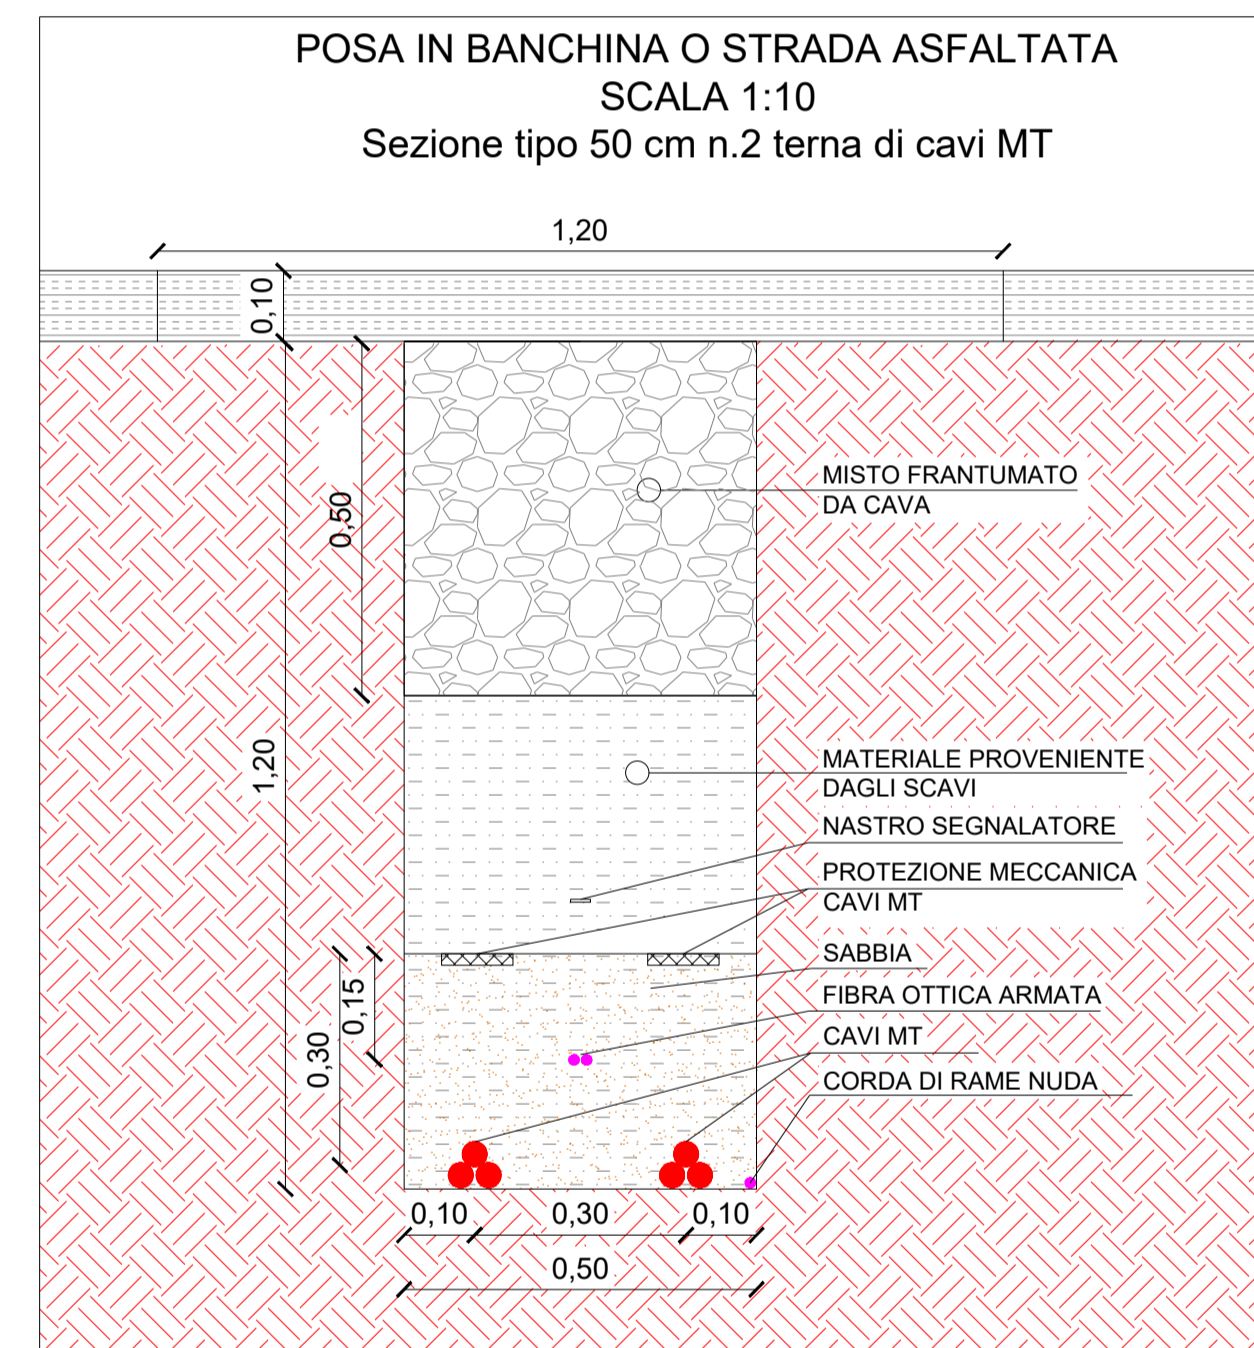 POSA IN BANCHINA O STRADA ASFALTATA
SCALA 1:10
Sezione tipo 50 cm n.2 terna di cavi MT
1,20
0,10
0,50
MISTO FRANTUMATO
DA CAVA
1,20
MATERIALE PROVENIENTE
DAGLI SCAVI
NASTRO SEGNALATORE
PROTEZIONE MECCANICA
CAVI MT
SABBIA
0,15
FIBRA OTTICA ARMATA
0,30
CAVI MT
CORDA DI RAME NUDA
0,10 0,30 0,10
0,50